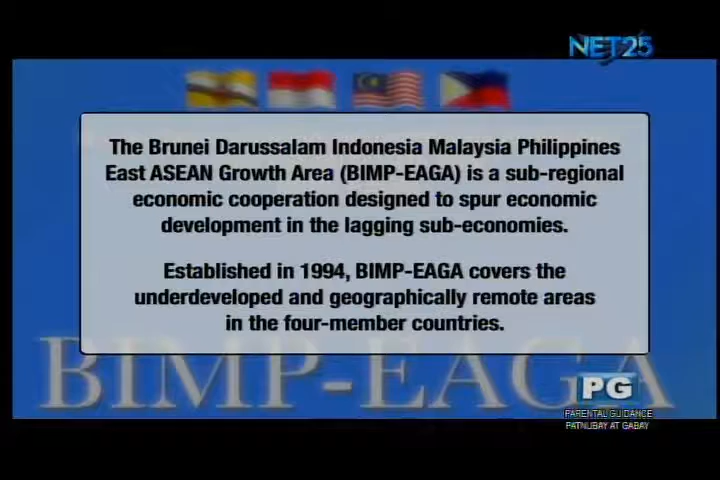 NET25
The Brunei Darussalam Indonesia Malaysia Philippines
East ASEAN Growth Area (BIMP-EAGA) is a sub-regional
economic cooperation designed to spur economic
development in the lagging sub-economies.
Established in 1994, BIMP-EAGA covers the
underdeveloped and geographically remote areas
in the four-member countries.
BIMP-EAGA
PG
PARENTAL GUIDANCE
PATNUBAY AT GABAY